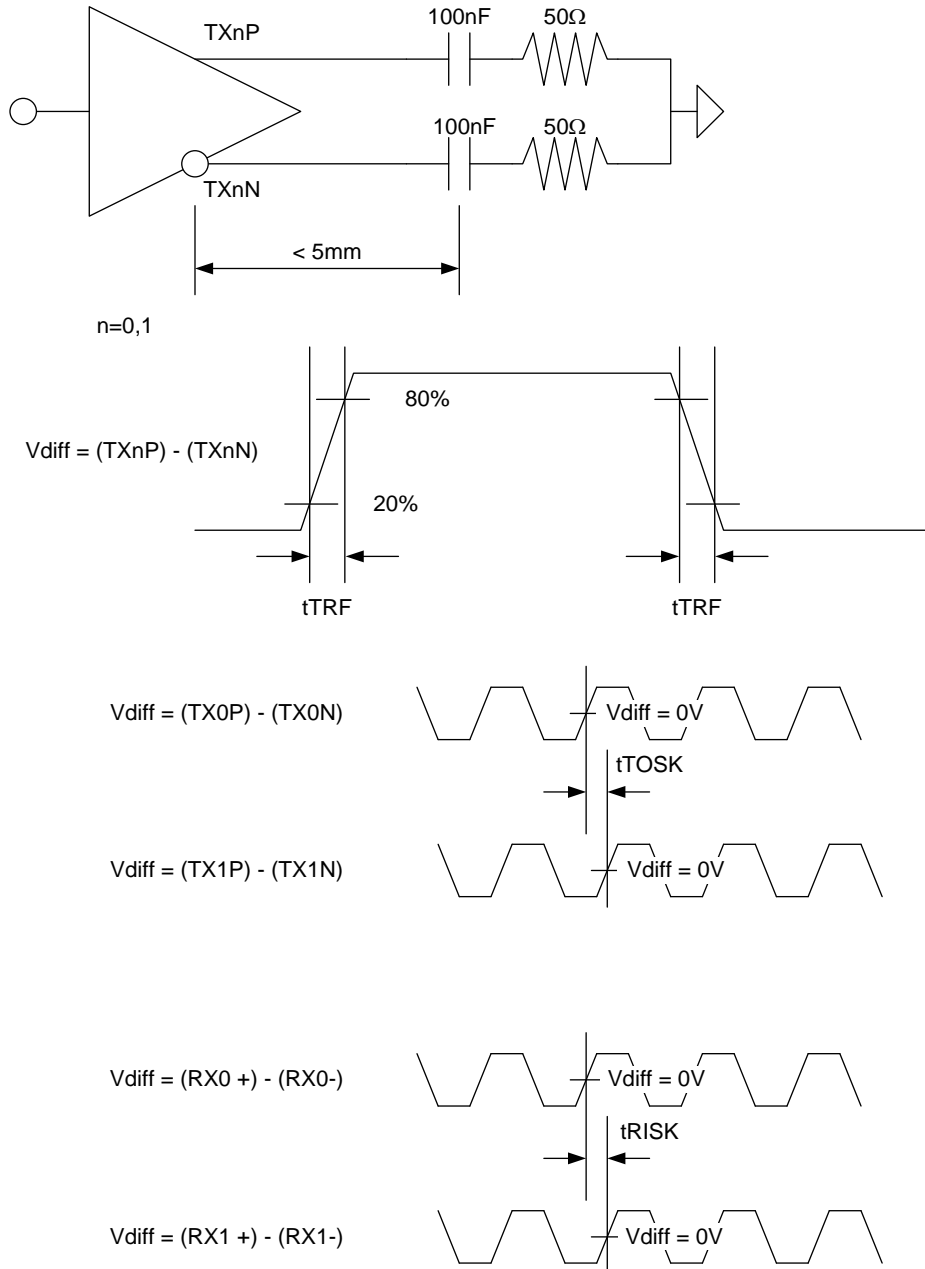 100nF 50Ω
TXnP
100nF 50Ω
TXnN
< 5mm
n=0,1
80%
Vdiff = (TXnP) - (TXnN)
20%
tTRF tTRF
Vdiff = (TX0P) - (TX0N) Vdiff = 0V
tTOSK
Vdiff = (TX1P) - (TX1N) Vdiff = 0V
Vdiff = (RX0 +) - (RX0-) Vdiff = 0V
tRISK
Vdiff = (RX1 +) - (RX1-) Vdiff = 0V